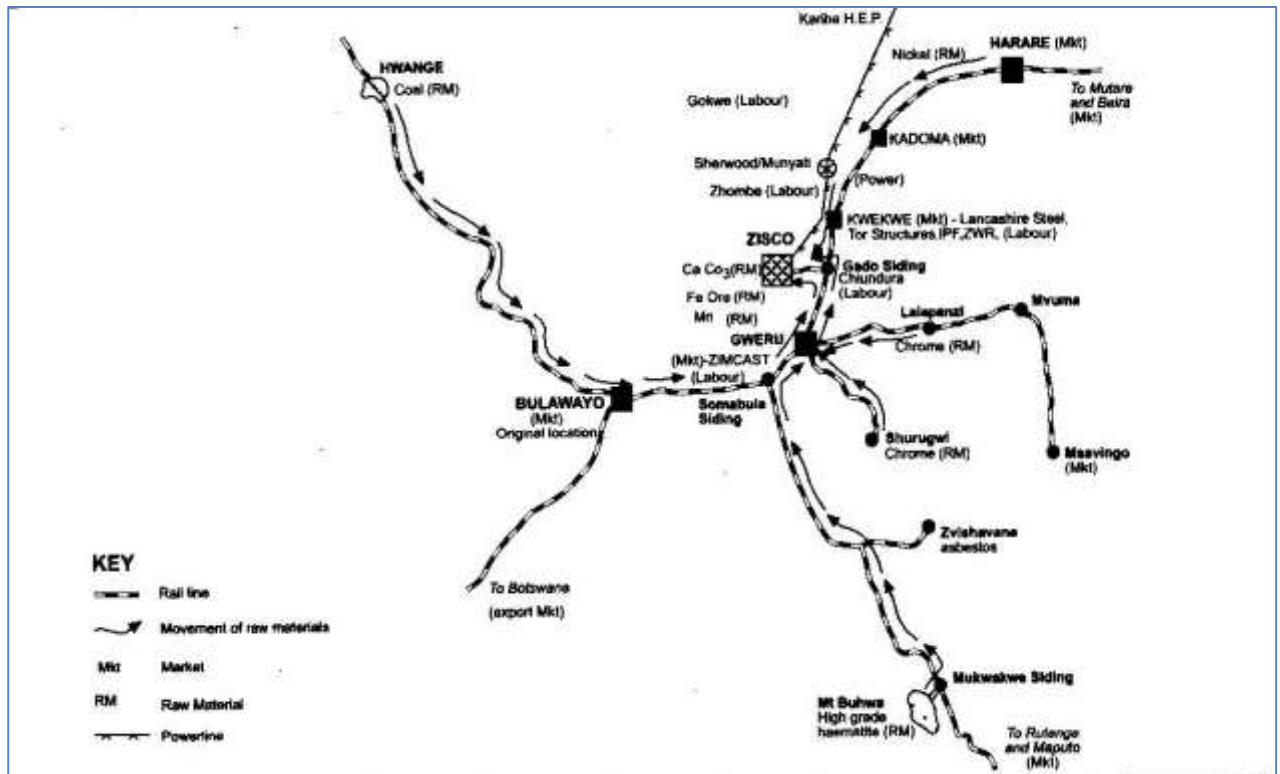 Kariba H.E.P.
HARARE (Mkt)
Nickel (RM)
HWANGE
Coal (RM)
To Mutare
and Beira
(Mkt)
Gokwe (Labour)
KADOMA (Mkt)
Sherwood/Munyati
(Power)
Zhombe (Labour)
KWEKWE (Mkt) - Lancashire Steel,
Tor Structures, IPF, ZWR, (Labour)
ZISCO
Ca Co3 (RM)
Gado Siding
Chiundura
(Labour)
Fe Ore (RM)
Mn (RM)
Lalapanzi
Mvuma
GWERU
Chrome (RM)
(Mkt)-ZIMCAST
(Labour)
BULAWAYO
(Mkt)
Original location
Somabula
Siding
Shurugwi
Chrome (RM)
Masvingo
(Mkt)
Zvishavane
asbestos
KEY
Rail line
To Botswana
(export Mkt)
Movement of raw materials
Mkt Market
RM Raw Material
Powerline
Mukwakwe Siding
Mt Buhwa
High grade
haematite (RM)
To Rutenga
and Maputo
(Mkt)